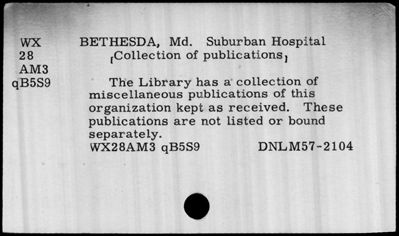 WX BETHESDA, Md. Suburban Hospital
28 [Collection of publications]
AM3
qB5S9 The Library has a collection of
miscellaneous publications of this
organization kept as received. These
publications are not listed or bound
separately.
WX28AM3 qB5S9 DNLM57-2104